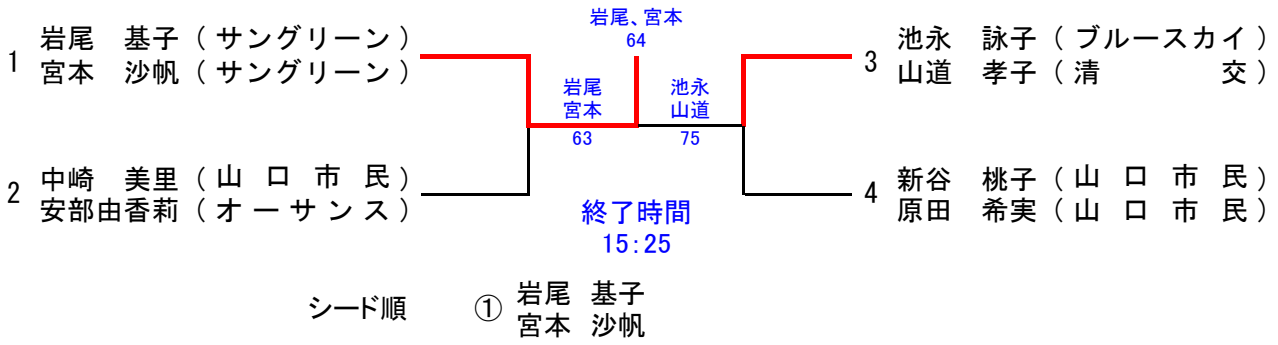 岩尾、宮本
64
1 岩尾 基子 ( サングリーン )
宮本 沙帆 ( サングリーン )
3 池永 詠子 ( ブルースカイ )
山道 孝子 ( 清 交 )
岩尾
宮本
63
池永
山道
75
2 中崎 美里 ( 山 口 市 民 )
安部由香莉 ( オ ー サ ン ス )
4 新谷 桃子 ( 山 口 市 民 )
原田 希実 ( 山 口 市 民 )
終了時間
15:25
シード順 ① 岩尾 基子
宮本 沙帆